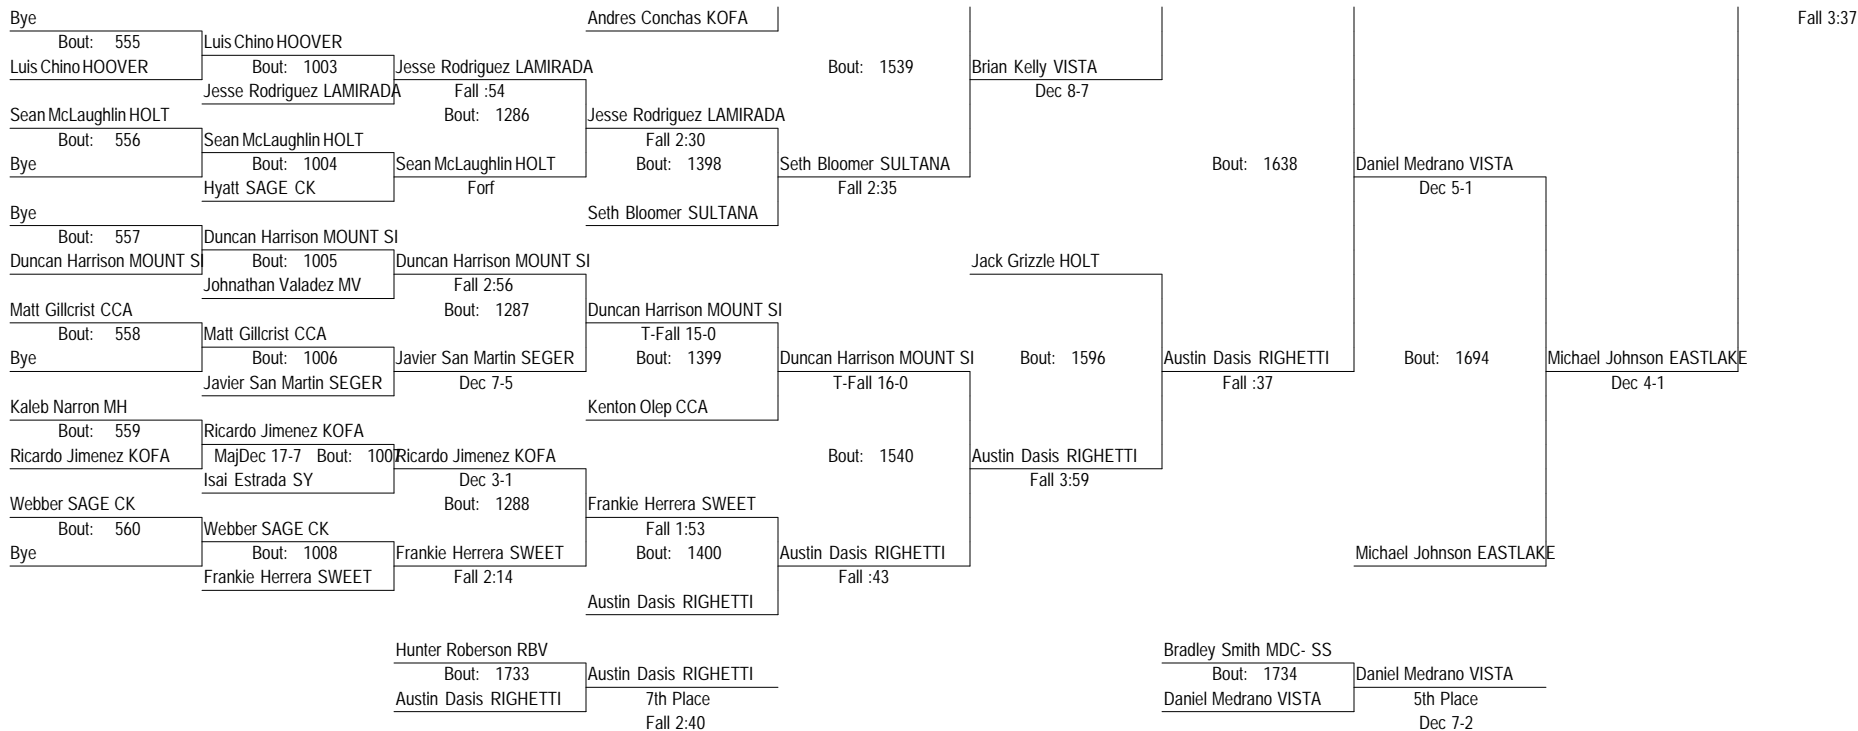 Bye
Andres Conchas KOFA
Fall 3:37
Bout: 555
Luis Chino HOOVER
Luis Chino HOOVER
Bout: 1003
Jesse Rodriguez LAMIRADA
Bout: 1539
Brian Kelly VISTA
Jesse Rodriguez LAMIRADA
Fall :54
Dec 8-7
Sean McLaughlin HOLT
Bout: 1286
Jesse Rodriguez LAMIRADA
Bout: 556
Sean McLaughlin HOLT
Fall 2:30
Bye
Bout: 1004
Sean McLaughlin HOLT
Bout: 1398
Seth Bloomer SULTANA
Bout: 1638
Daniel Medrano VISTA
Hyatt SAGE CK
Forf
Fall 2:35
Dec 5-1
Bye
Seth Bloomer SULTANA
Bout: 557
Duncan Harrison MOUNT SI
Duncan Harrison MOUNT SI
Bout: 1005
Duncan Harrison MOUNT SI
Jack Grizzle HOLT
Johnathan Valadez MV
Fall 2:56
Matt Gillcrist CCA
Bout: 1287
Duncan Harrison MOUNT SI
Bout: 558
Matt Gillcrist CCA
T-Fall 15-0
Bye
Bout: 1006
Javier San Martin SEGER
Bout: 1399
Duncan Harrison MOUNT SI
Bout: 1596
Austin Dasis RIGHETTI
Bout: 1694
Michael Johnson EASTLAKE
Javier San Martin SEGER
Dec 7-5
T-Fall 16-0
Fall :37
Dec 4-1
Kaleb Narron MH
Kenton Olep CCA
Bout: 559
Ricardo Jimenez KOFA
Ricardo Jimenez KOFA
MajDec 17-7 Bout: 1007
Ricardo Jimenez KOFA
Bout: 1540
Austin Dasis RIGHETTI
Isai Estrada SY
Dec 3-1
Fall 3:59
Webber SAGE CK
Bout: 1288
Frankie Herrera SWEET
Bout: 560
Webber SAGE CK
Fall 1:53
Bye
Bout: 1008
Frankie Herrera SWEET
Bout: 1400
Austin Dasis RIGHETTI
Michael Johnson EASTLAKE
Frankie Herrera SWEET
Fall 2:14
Fall :43
Austin Dasis RIGHETTI
Hunter Roberson RBV
Bradley Smith MDC- SS
Bout: 1733
Austin Dasis RIGHETTI
Bout: 1734
Daniel Medrano VISTA
Austin Dasis RIGHETTI
7th Place
Daniel Medrano VISTA
5th Place
Fall 2:40
Dec 7-2